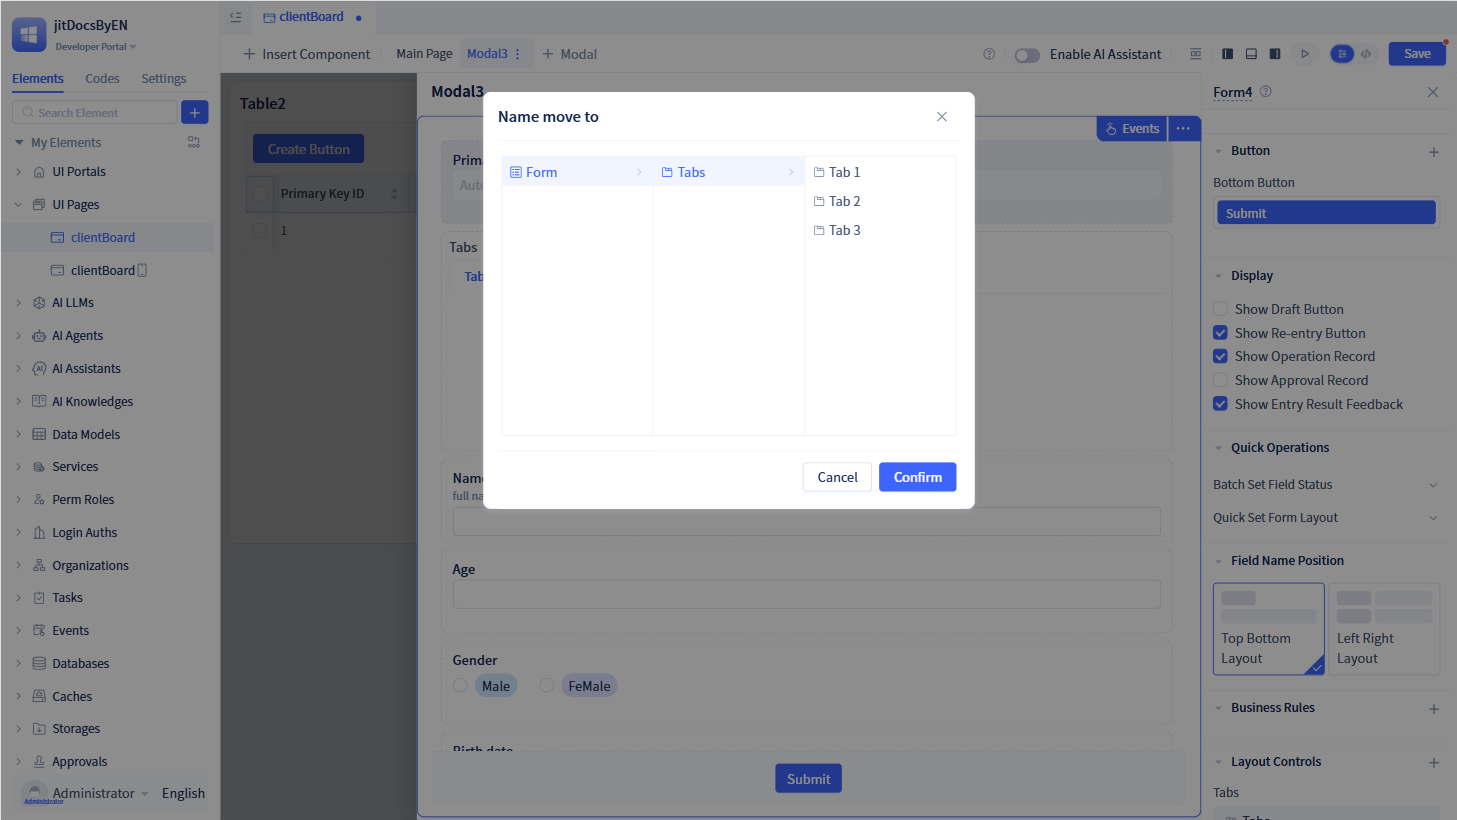 jitDocsByEN
Developer Portal
Elements Codes Settings
Search Element
My Elements
UI Portals
UI Pages
clientBoard
clientBoard
AI LLMs
AI Agents
AI Assistants
AI Knowledges
Data Models
Services
Perm Roles
Login Auths
Organizations
Tasks
Events
Databases
Caches
Storages
Approvals
Administrator
Administrator English
clientBoard
Insert Component Main Page Modal3 Modal
Enable AI Assistant
Save
Table2
Create Button
Primary Key ID
1
Modal3
Events
Tabs
Name move to
Form Tabs Tab 1
Tab 2
Tab 3
Cancel Confirm
Age
Gender
Male FeMale
Birth date
Submit
Form4
Button
Bottom Button
Submit
Display
Show Draft Button
Show Re-entry Button
Show Operation Record
Show Approval Record
Show Entry Result Feedback
Quick Operations
Batch Set Field Status
Quick Set Form Layout
Field Name Position
Top Bottom Layout
Left Right Layout
Business Rules
Layout Controls
Tabs
Tabs